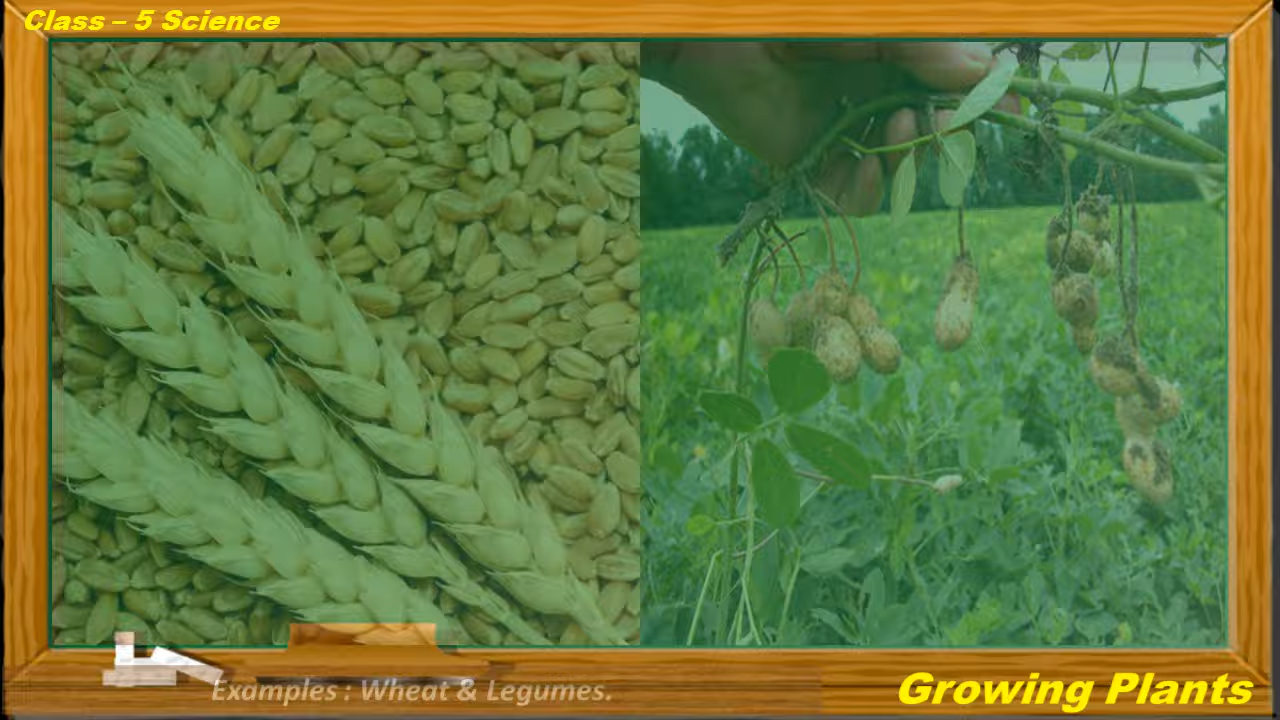 Class – 5 Science
Examples : Wheat & Legumes.
Growing Plants